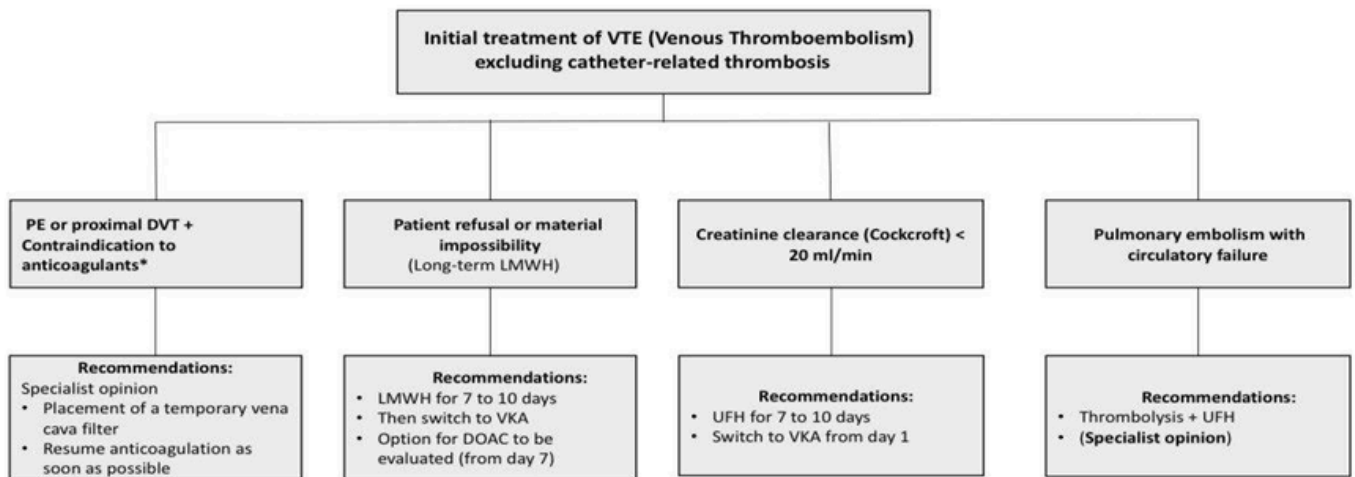 Initial treatment of VTE (Venous Thromboembolism)
excluding catheter-related thrombosis
PE or proximal DVT +
Contraindication to
anticoagulants*
Patient refusal or material
impossibility
(Long-term LMWH)
Creatinine clearance (Cockcroft) <
20 ml/min
Pulmonary embolism with
circulatory failure
Recommendations:
Specialist opinion
• Placement of a temporary vena
cava filter
• Resume anticoagulation as
soon as possible
Recommendations:
• LMWH for 7 to 10 days
• Then switch to VKA
• Option for DOAC to be
evaluated (from day 7)
Recommendations:
• UFH for 7 to 10 days
• Switch to VKA from day 1
Recommendations:
• Thrombolysis + UFH
• (Specialist opinion)